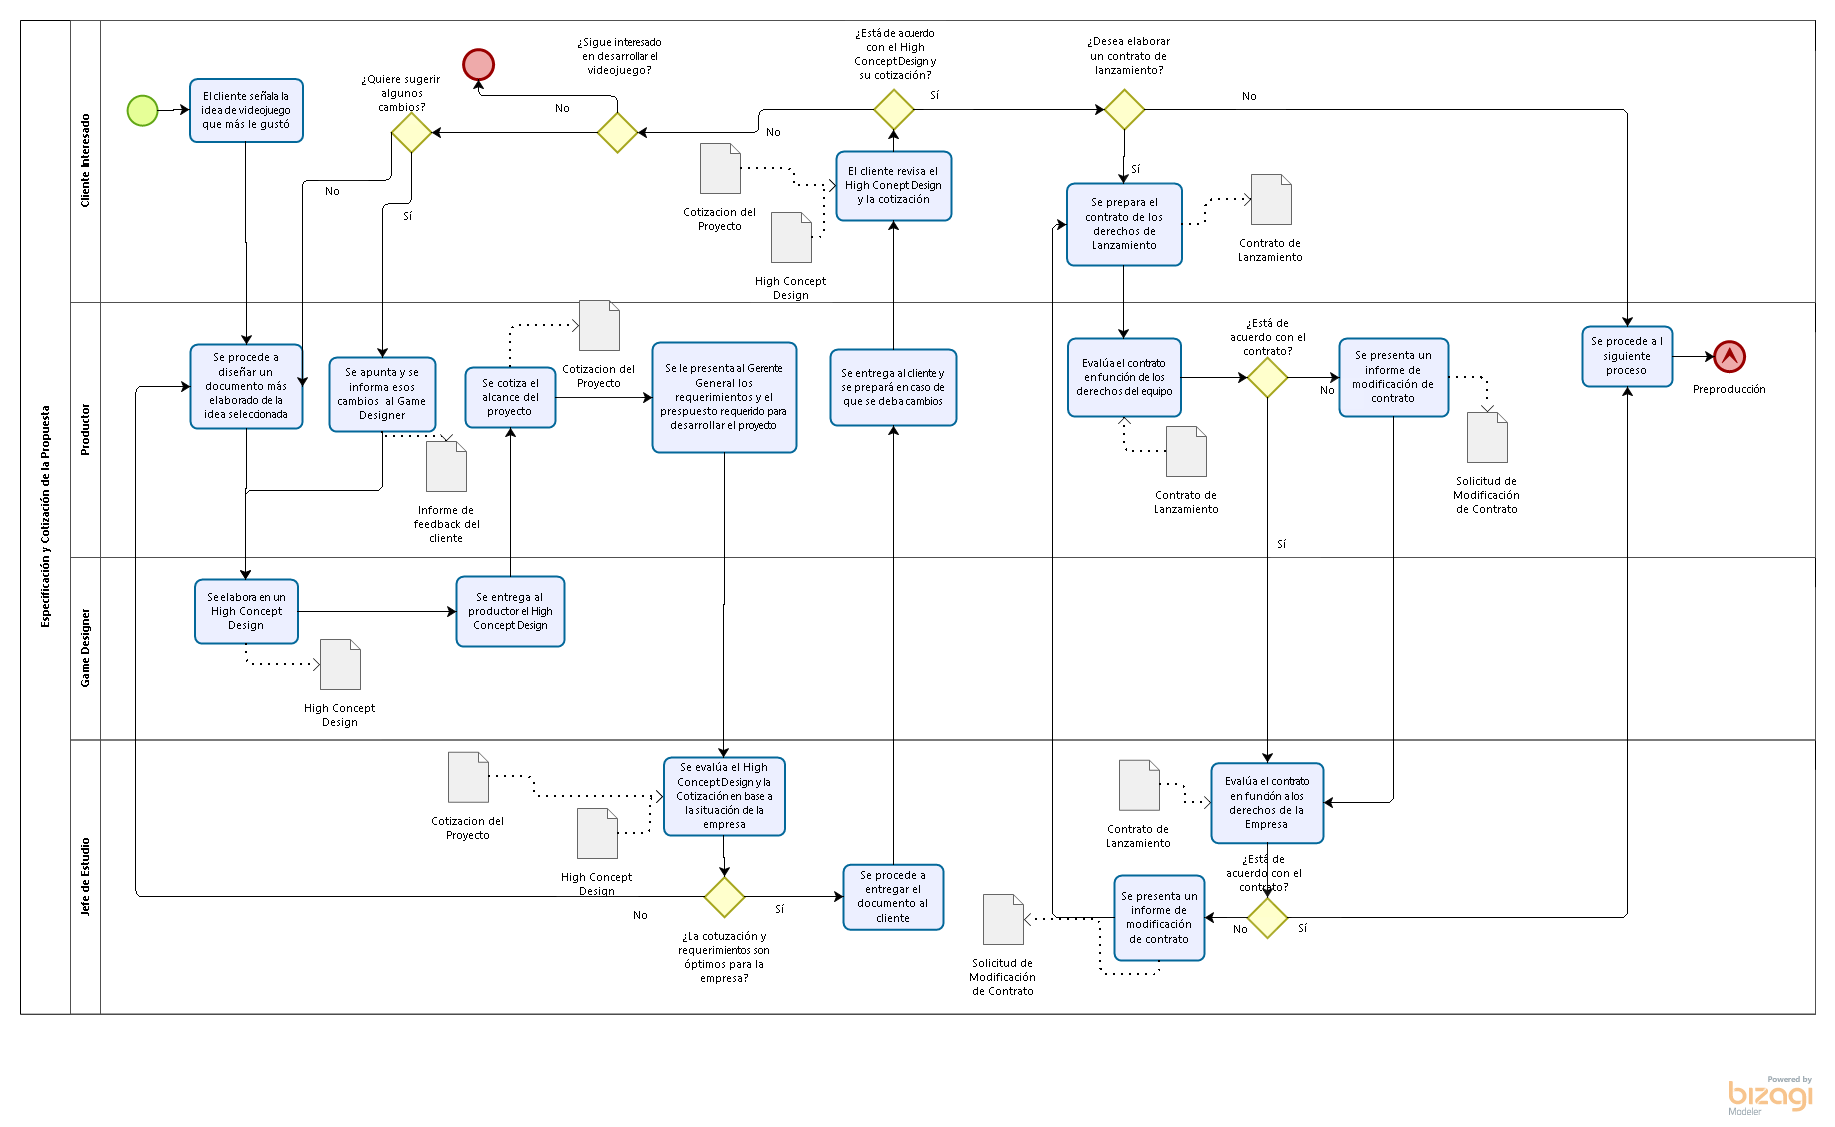 Especificación y Cotización de la Propuesta
Cliente Interesado
El cliente señala la
idea de videojuego
que más le gustó
¿Quiere sugerir
algunos
cambios?
No
Sí
¿Sigue interesado
en desarrollar el
videojuego?
No
¿Está de acuerdo
con el High
Concept Design y
su cotización?
No
Sí
Cotizacion del
Proyecto
High Concept
Design
El cliente revisa el
High Conept Design
y la cotización
¿Desea elaborar
un contrato de
lanzamiento?
No
Sí
Se prepara el
contrato de los
derechos de
Lanzamiento
Contrato de
Lanzamiento
Productor
Se procede a
diseñar un
documento más
elaborado de la
idea seleccionada
Se apunta y se
informa esos
cambios al Game
Designer
Informe de
feedback del
cliente
Se cotiza el
alcance del
proyecto
Cotizacion del
Proyecto
Se le presenta al Gerente
General los
requerimientos y el
prespuesto requerido para
desarrollar el proyecto
Se entrega al cliente y
se prepará en caso de
que se deba cambios
Evalúa el contrato
en función de los
derechos del equipo
Contrato de
Lanzamiento
¿Está de
acuerdo con el
contrato?
No
Sí
Se presenta un
informe de
modificación de
contrato
Solicitud de
Modificación
de Contrato
Se procede a l
siguiente
proceso
Preproducción
Game Designer
Se elabora en un
High Concept
Design
High Concept
Design
Se entrega al
productor el High
Concept Design
Jefe de Estudio
Cotizacion del
Proyecto
High Concept
Design
Se evalúa el High
Concept Design y la
Cotización en base a
la situación de la
empresa
No
Sí
¿La cotuzación y
requerimientos son
óptimos para la
empresa?
Se procede a
entregar el
documento al
cliente
Contrato de
Lanzamiento
Evalúa el contrato
en función a los
derechos de la
Empresa
¿Está de
acuerdo con el
contrato?
No
Sí
Se presenta un
informe de
modificación
de contrato
Solicitud de
Modificación
de Contrato
Powered by
bizagi
Modeler